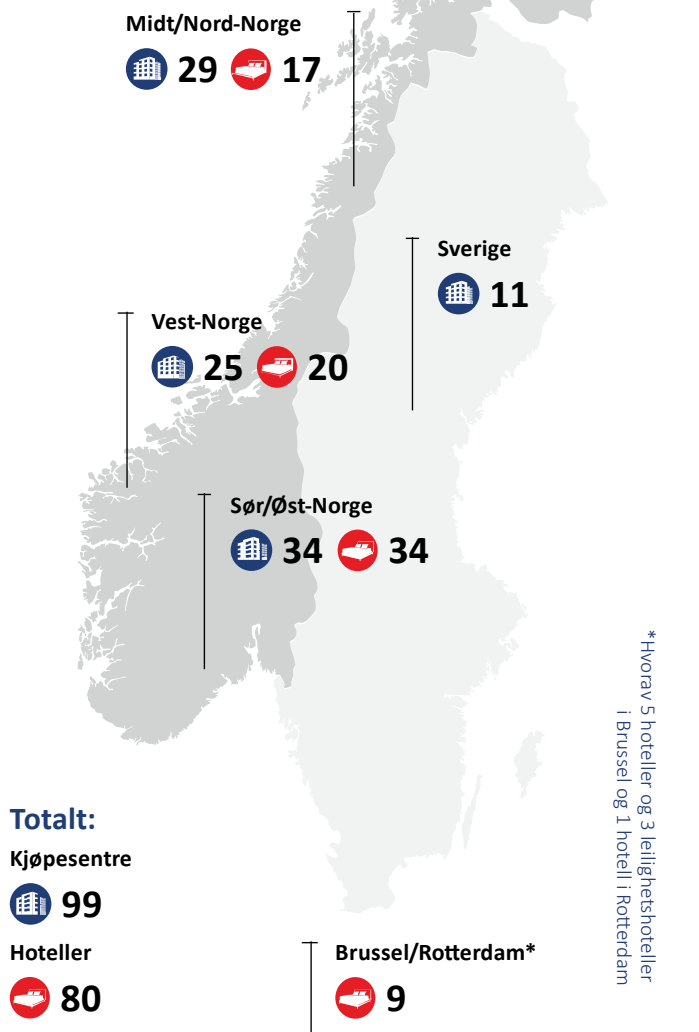 Midt/Nord-Norge
29 17
Sverige
11
Vest-Norge
25 20
Sør/Øst-Norge
34 34
*Hvorav 5 hoteller og 3 leilighetshoteller
i Brussel og 1 hotell i Rotterdam
Totalt:
Kjøpesentre
99
Hoteller
80
Brussel/Rotterdam*
9